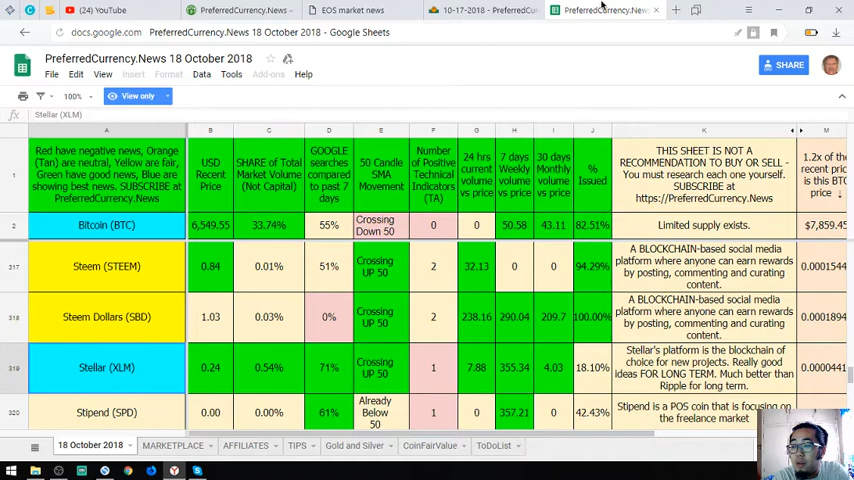 (24) YouTube
PreferredCurrency.News –
EOS market news
10-17-2018 - PreferredCur
PreferredCurrency.News
docs.google.com
PreferredCurrency.News 18 October 2018 - Google Sheets
PreferredCurrency.News 18 October 2018
File Edit View Insert Format Data Tools Add-ons Help
SHARE
100%
View only
fx Stellar (XLM)
A B C D E F G H I J K M
1
Red have negative news, Orange
(Tan) are neutral, Yellow are fair,
Green have good news, Blue are
showing best news. SUBSCRIBE at
PreferredCurrency.News
USD
Recent
Price
SHARE of Total
Market Volume
(Not Capital)
GOOGLE
searches
compared
to past 7
days
50 Candle
SMA
Movement
Number of
Positive
Technical
Indicators
(TA)
24 hrs
current
volume
vs price
7 days
Weekly
volume
vs price
30 days
Monthly
volume
vs price
%
Issued
THIS SHEET IS NOT A
RECOMMENDATION TO BUY OR SELL -
You must research each one yourself.
SUBSCRIBE at
https://PreferredCurrency.News
1.2x of the
recent price
is this BTC
price ↓
2
Bitcoin (BTC)
6,549.55
33.74%
55%
Crossing
Down 50
0
0
50.58
43.11
82.51%
Limited supply exists.
$7,859.45
317
Steem (STEEM)
0.84
0.01%
51%
Crossing
UP 50
2
32.13
0
0
94.29%
A BLOCKCHAIN-based social media
platform where anyone can earn rewards
by posting, commenting and curating
content.
0.0001544
318
Steem Dollars (SBD)
1.03
0.03%
0%
Crossing
UP 50
2
238.16
290.04
209.7
100.00%
A BLOCKCHAIN-based social media
platform where anyone can earn rewards
by posting, commenting and curating
content.
0.0001894
319
Stellar (XLM)
0.24
0.54%
71%
Crossing
UP 50
1
7.88
355.34
4.03
18.10%
Stellar's platform is the blockchain of
choice for new projects. Really good
ideas FOR LONG TERM. Much better than
Ripple for long term.
0.0000441
320
Stipend (SPD)
0.00
0.00%
61%
Already
Below
50
1
0
357.21
0
42.43%
Stipend is a POS coin that is focusing on
the freelance market
18 October 2018 MARKETPLACE AFFILIATES TIPS Gold and Silver CoinFairValue ToDoList